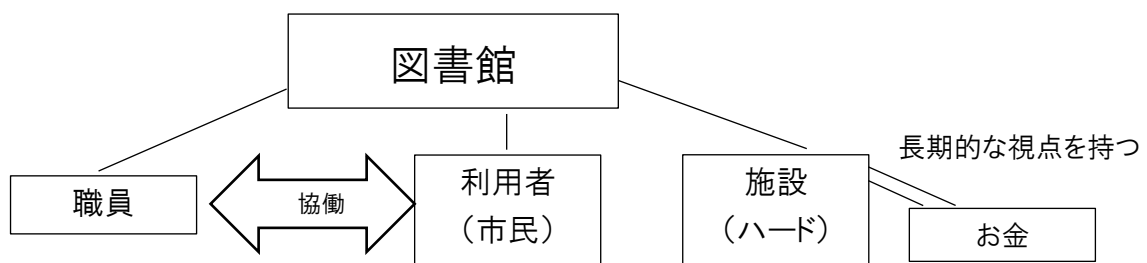 図書館
長期的な視点を持つ
職員
協働
利用者
（市民）
施設
（ハード）
お金